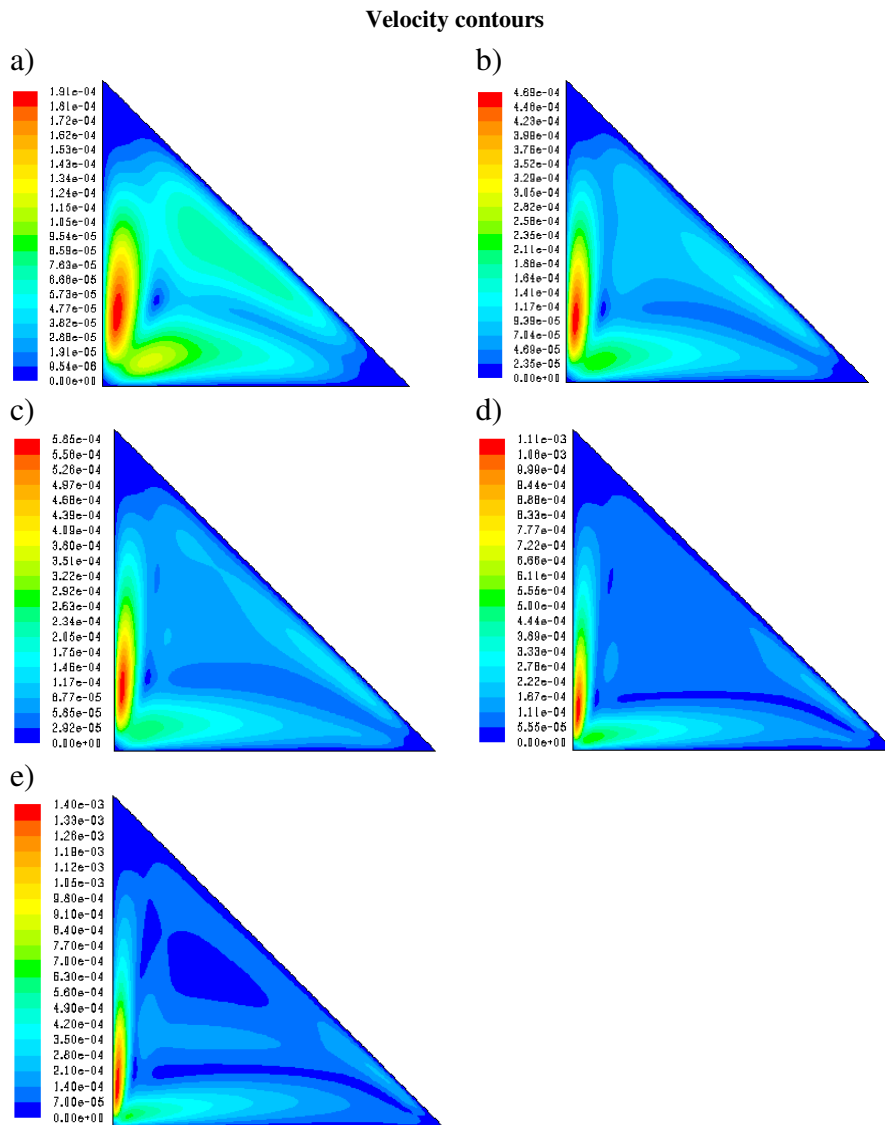 Velocity contours
a)
1.91e-04
1.81e-04
1.72e-04
1.62e-04
1.53e-04
1.43e-04
1.34e-04
1.24e-04
1.15e-04
1.05e-04
9.54e-05
8.59e-05
7.63e-05
6.68e-05
5.73e-05
4.77e-05
3.82e-05
2.86e-05
1.91e-05
9.54e-06
0.00e+00
b)
4.69e-04
4.46e-04
4.23e-04
3.99e-04
3.76e-04
3.52e-04
3.29e-04
3.05e-04
2.82e-04
2.58e-04
2.35e-04
2.11e-04
1.88e-04
1.64e-04
1.41e-04
1.17e-04
9.39e-05
7.04e-05
4.69e-05
2.35e-05
0.00e+00
c)
5.85e-04
5.56e-04
5.26e-04
4.97e-04
4.68e-04
4.39e-04
4.09e-04
3.80e-04
3.51e-04
3.22e-04
2.92e-04
2.63e-04
2.34e-04
2.05e-04
1.75e-04
1.46e-04
1.17e-04
8.77e-05
5.85e-05
2.92e-05
0.00e+00
d)
1.11e-03
1.06e-03
9.99e-04
9.44e-04
8.88e-04
8.33e-04
7.77e-04
7.22e-04
6.66e-04
6.11e-04
5.55e-04
5.00e-04
4.44e-04
3.89e-04
3.33e-04
2.78e-04
2.22e-04
1.67e-04
1.11e-04
5.55e-05
0.00e+00
e)
1.40e-03
1.33e-03
1.26e-03
1.19e-03
1.12e-03
1.05e-03
9.80e-04
9.10e-04
8.40e-04
7.70e-04
7.00e-04
6.30e-04
5.60e-04
4.90e-04
4.20e-04
3.50e-04
2.80e-04
2.10e-04
1.40e-04
7.00e-05
0.00e+00